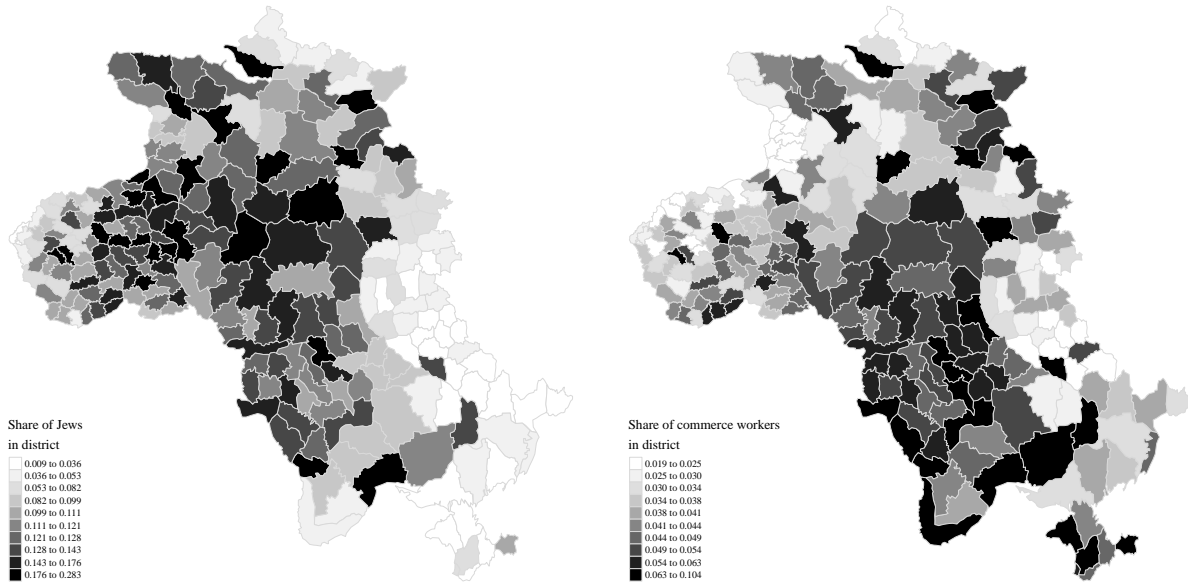 Share of Jews
in district
0.009 to 0.036
0.036 to 0.053
0.053 to 0.082
0.082 to 0.099
0.099 to 0.111
0.111 to 0.121
0.121 to 0.128
0.128 to 0.143
0.143 to 0.176
0.176 to 0.283
Share of commerce workers
in district
0.019 to 0.025
0.025 to 0.030
0.030 to 0.034
0.034 to 0.038
0.038 to 0.041
0.041 to 0.044
0.044 to 0.049
0.049 to 0.054
0.054 to 0.063
0.063 to 0.104